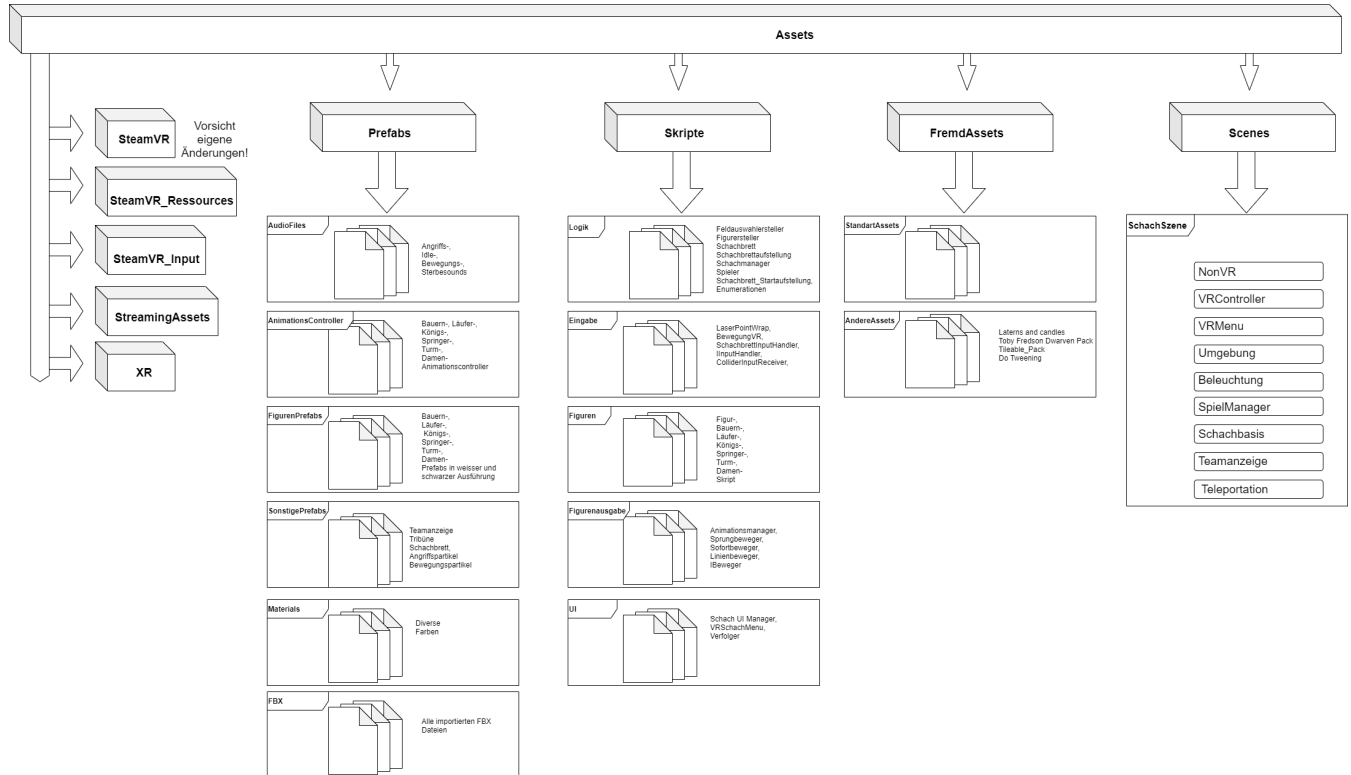 Assets
SteamVR
Vorsicht
eigene
Änderungen!
SteamVR_Ressources
SteamVR_Input
StreamingAssets
XR
Prefabs
AudioFiles
Angriffs-,
Idle-,
Bewegungs-,
Sterbesounds
AnimationsController
Bauern-, Läufer-,
Königs-,
Springer-,
Turm-,
Damen-
Animationscontroller
FigurenPrefabs
Bauern-,
Läufer-,
Königs-,
Springer-,
Turm-,
Damen-
Prefabs in weisser und
schwarzer Ausführung
SonstigePrefabs
Teamanzeige
Tribüne
Schachbrett,
Angriffspartikel
Bewegungspartikel
Materials
Diverse
Farben
FBX
Alle importierten FBX
Dateien
Skripte
Logik
Feldauswahlersteller
Figurersteller
Schachbrett
Schachbrettaufstellung
Schachmanager
Spieler
Schachbrett_Startaufstellung,
Enumerationen
Eingabe
LaserPointWrap,
BewegungVR,
SchachbrettInputHandler,
IInputHandler,
ColliderInputReceiver,
Figuren
Figur-,
Bauern-,
Läufer-,
Königs-,
Springer-,
Turm-,
Damen-
Skript
Figurenausgabe
Animationsmanager,
Sprungbeweger,
Sofortbeweger,
Linienbeweger,
IBeweger
UI
Schach UI Manager,
VRSchachMenu,
Verfolger
FremdAssets
StandartAssets
AndereAssets
Laterns and candles
Toby Fredson Dwarven Pack
Tileable_Pack
Do Tweening
Scenes
SchachSzene
NonVR
VRController
VRMenu
Umgebung
Beleuchtung
SpielManager
Schachbasis
Teamanzeige
Teleportation